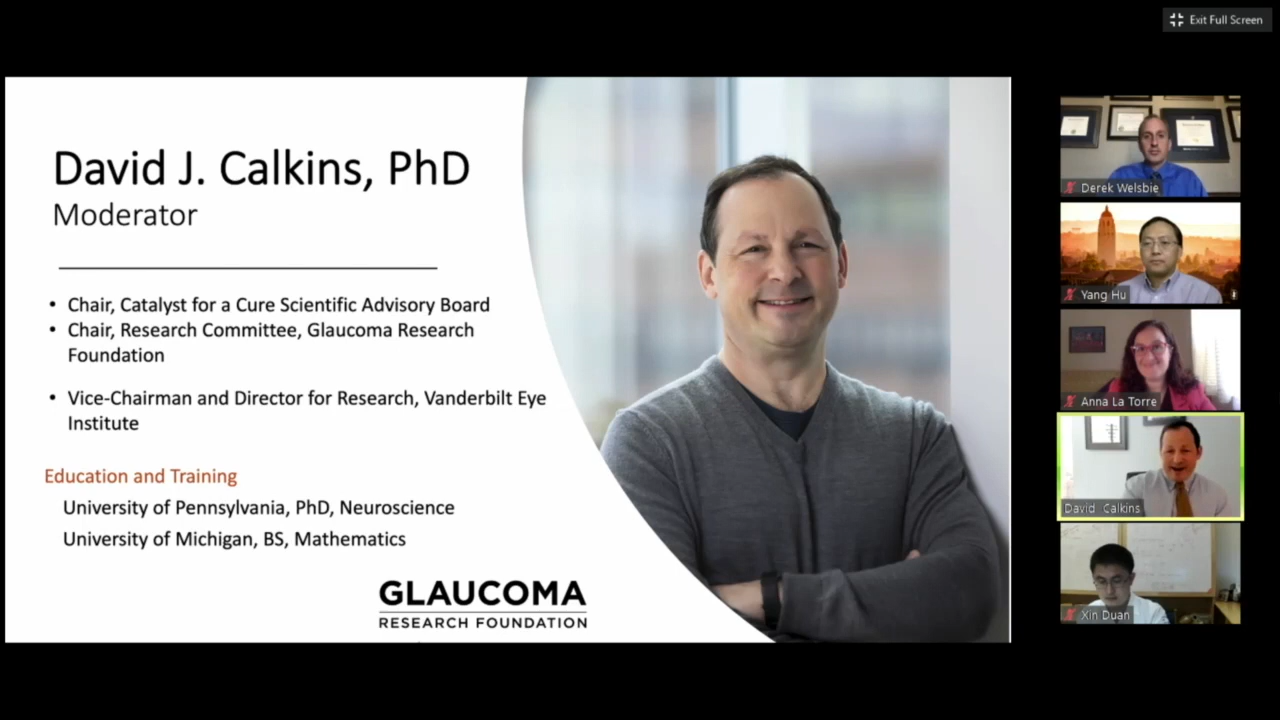 Exit Full Screen
David J. Calkins, PhD
Moderator
• Chair, Catalyst for a Cure Scientific Advisory Board
• Chair, Research Committee, Glaucoma Research
Foundation
• Vice-Chairman and Director for Research, Vanderbilt Eye
Institute
Education and Training
University of Pennsylvania, PhD, Neuroscience
University of Michigan, BS, Mathematics
GLAUCOMA
RESEARCH FOUNDATION
Derek Welsbie
Yang Hu
Anna La Torre
David Calkins
Xin Duan